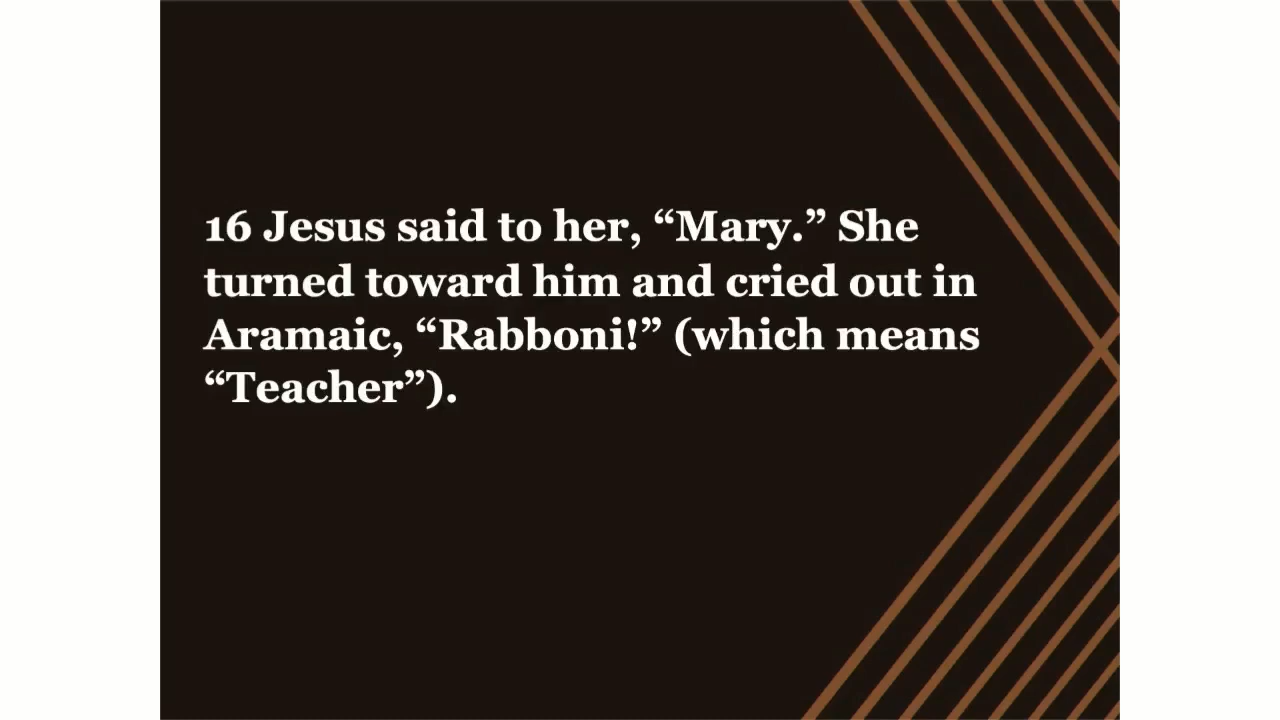 16 Jesus said to her, “Mary.” She
turned toward him and cried out in
Aramaic, “Rabboni!” (which means
“Teacher”).